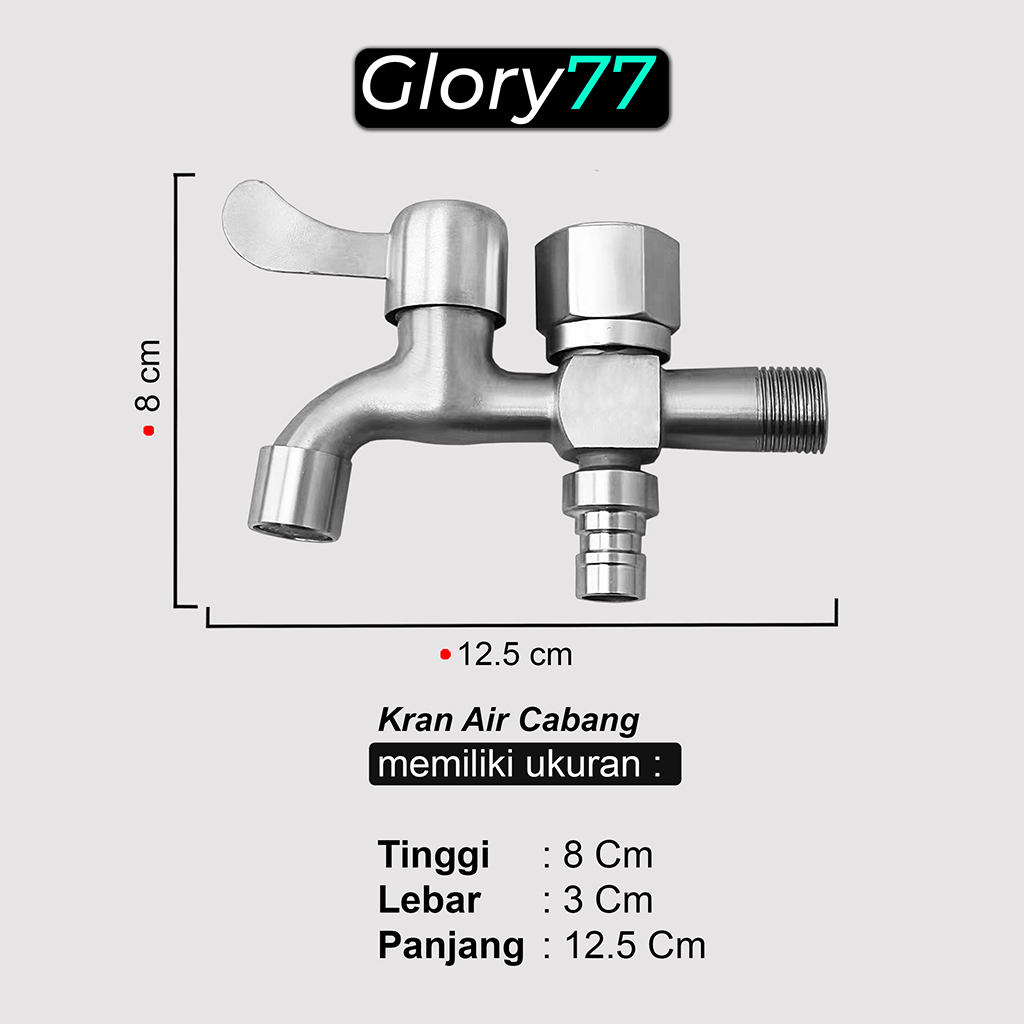 Glory77
8 cm
12.5 cm
Kran Air Cabang
memiliki ukuran :
Tinggi : 8 Cm
Lebar : 3 Cm
Panjang : 12.5 Cm